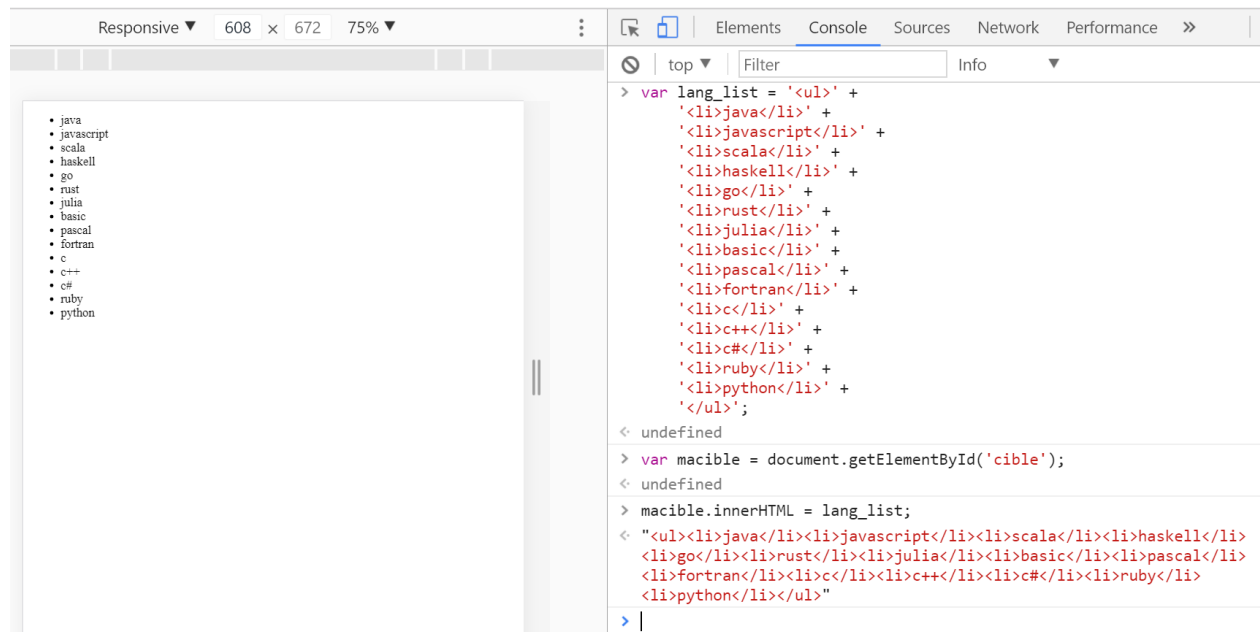 Responsive ▼ 608 × 672 75% ▼
Elements Console Sources Network Performance »
top ▼ Filter Info ▼
• java
• javascript
• scala
• haskell
• go
• rust
• julia
• basic
• pascal
• fortran
• c
• c++
• c#
• ruby
• python
> var lang_list = '<ul>' +
'<li>java</li>' +
'<li>javascript</li>' +
'<li>scala</li>' +
'<li>haskell</li>' +
'<li>go</li>' +
'<li>rust</li>' +
'<li>julia</li>' +
'<li>basic</li>' +
'<li>pascal</li>' +
'<li>fortran</li>' +
'<li>c</li>' +
'<li>c++</li>' +
'<li>c#</li>' +
'<li>ruby</li>' +
'<li>python</li>' +
'</ul>';
undefined
> var macible = document.getElementById('cible');
undefined
> macible.innerHTML = lang_list;
"<ul><li>java</li><li>javascript</li><li>scala</li><li>haskell</li>
<li>go</li><li>rust</li><li>julia</li><li>basic</li><li>pascal</li>
<li>fortran</li><li>c</li><li>c++</li><li>c#</li><li>ruby</li>
<li>python</li></ul>"
>